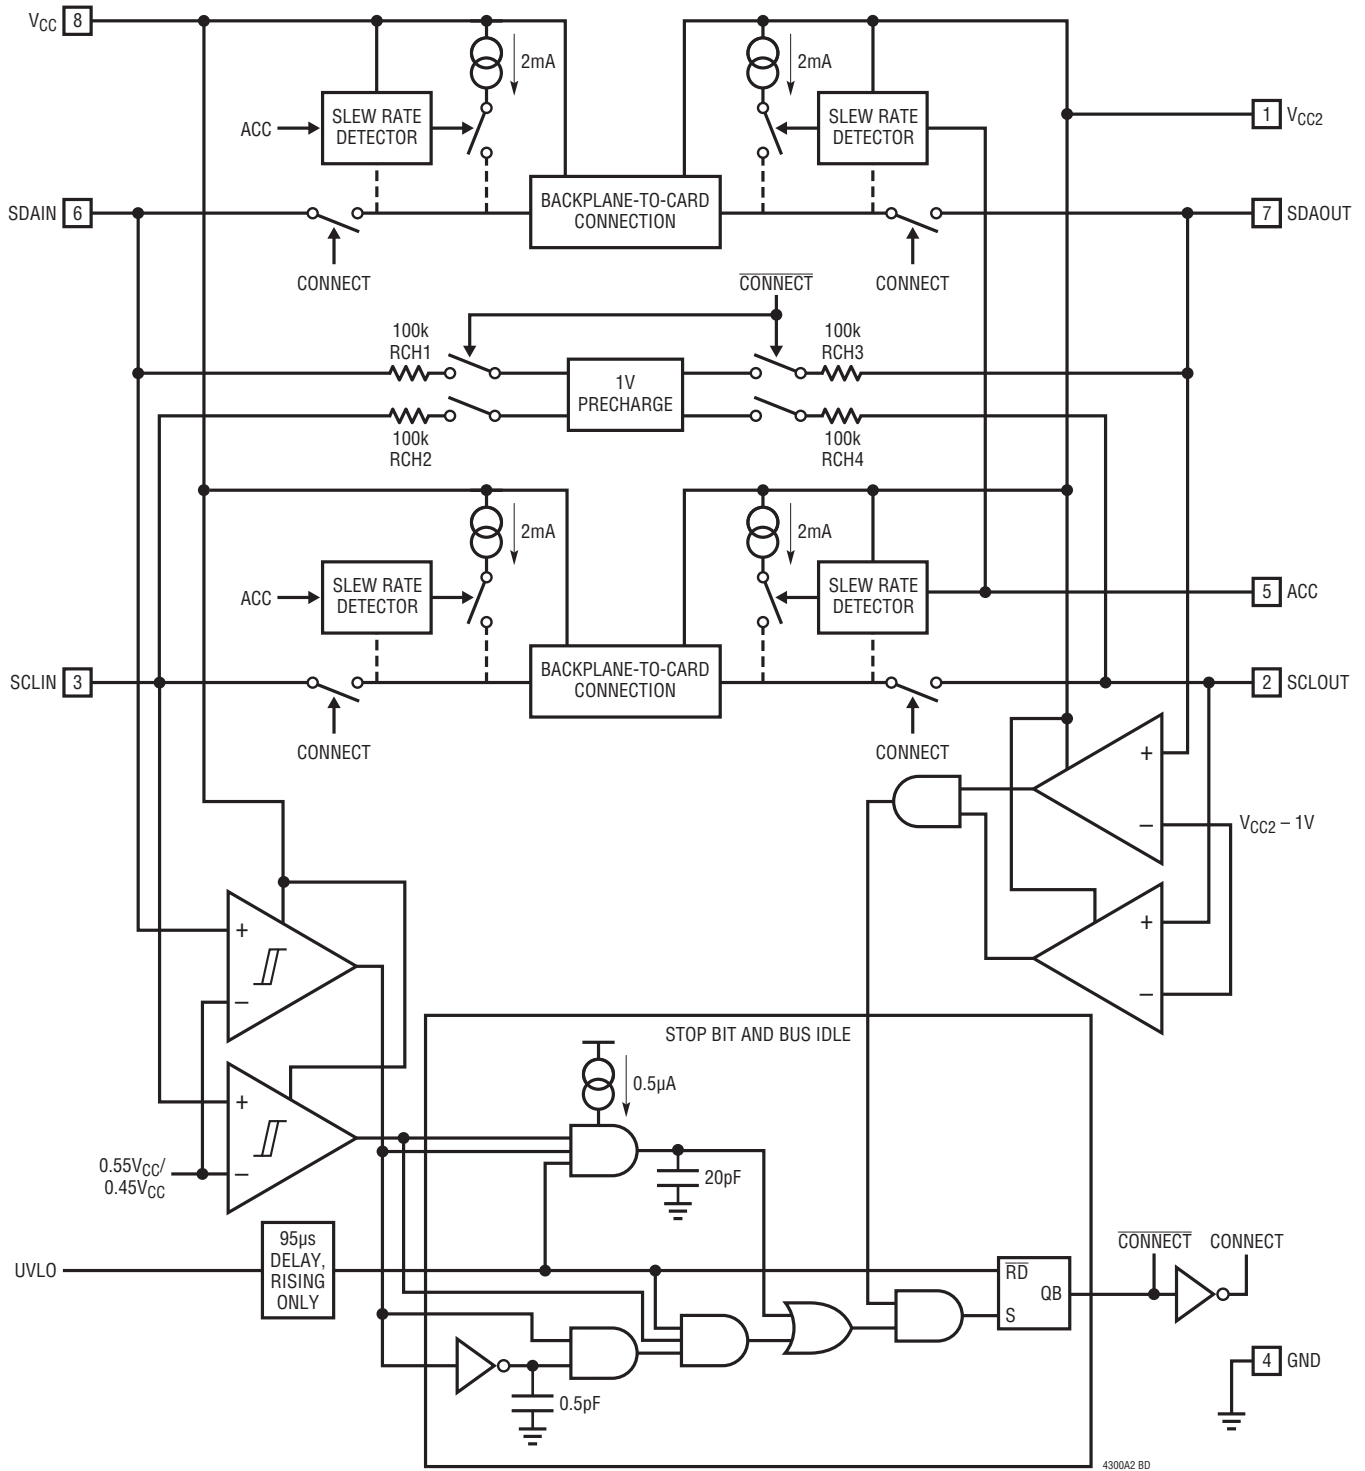 VCC 8
2mA
2mA
ACC
SLEW RATE
DETECTOR
SLEW RATE
DETECTOR
1 VCC2
SDAIN 6
BACKPLANE-TO-CARD
CONNECTION
7 SDAOUT
CONNECT
CONNECT
CONNECT
100k
RCH1
100k
RCH3
1V
PRECHARGE
100k
RCH2
100k
RCH4
2mA
2mA
ACC
SLEW RATE
DETECTOR
SLEW RATE
DETECTOR
5 ACC
SCLIN 3
BACKPLANE-TO-CARD
CONNECTION
2 SCLOUT
CONNECT
CONNECT
+
–
VCC2 – 1V
+
–
+
–
STOP BIT AND BUS IDLE
0.5µA
+
–
0.55VCC/
0.45VCC
20pF
UVLO
95µs
DELAY,
RISING
ONLY
RD
QB
S
CONNECT
CONNECT
0.5pF
4 GND
4300A2 BD